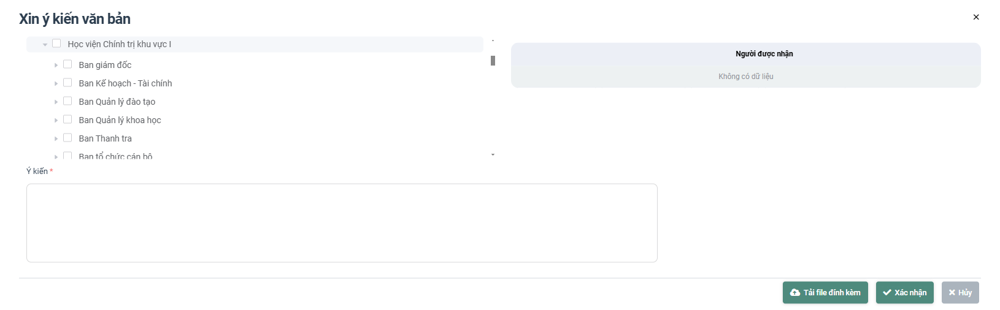 Xin ý kiến văn bản
Học viện Chính trị khu vực I
Ban giám đốc
Ban Kế hoạch - Tài chính
Ban Quản lý đào tạo
Ban Quản lý khoa học
Ban Thanh tra
Ban tổ chức cán bộ
Người được nhận
Không có dữ liệu
Ý kiến *
Tải file đính kèm
Xác nhận
Hủy